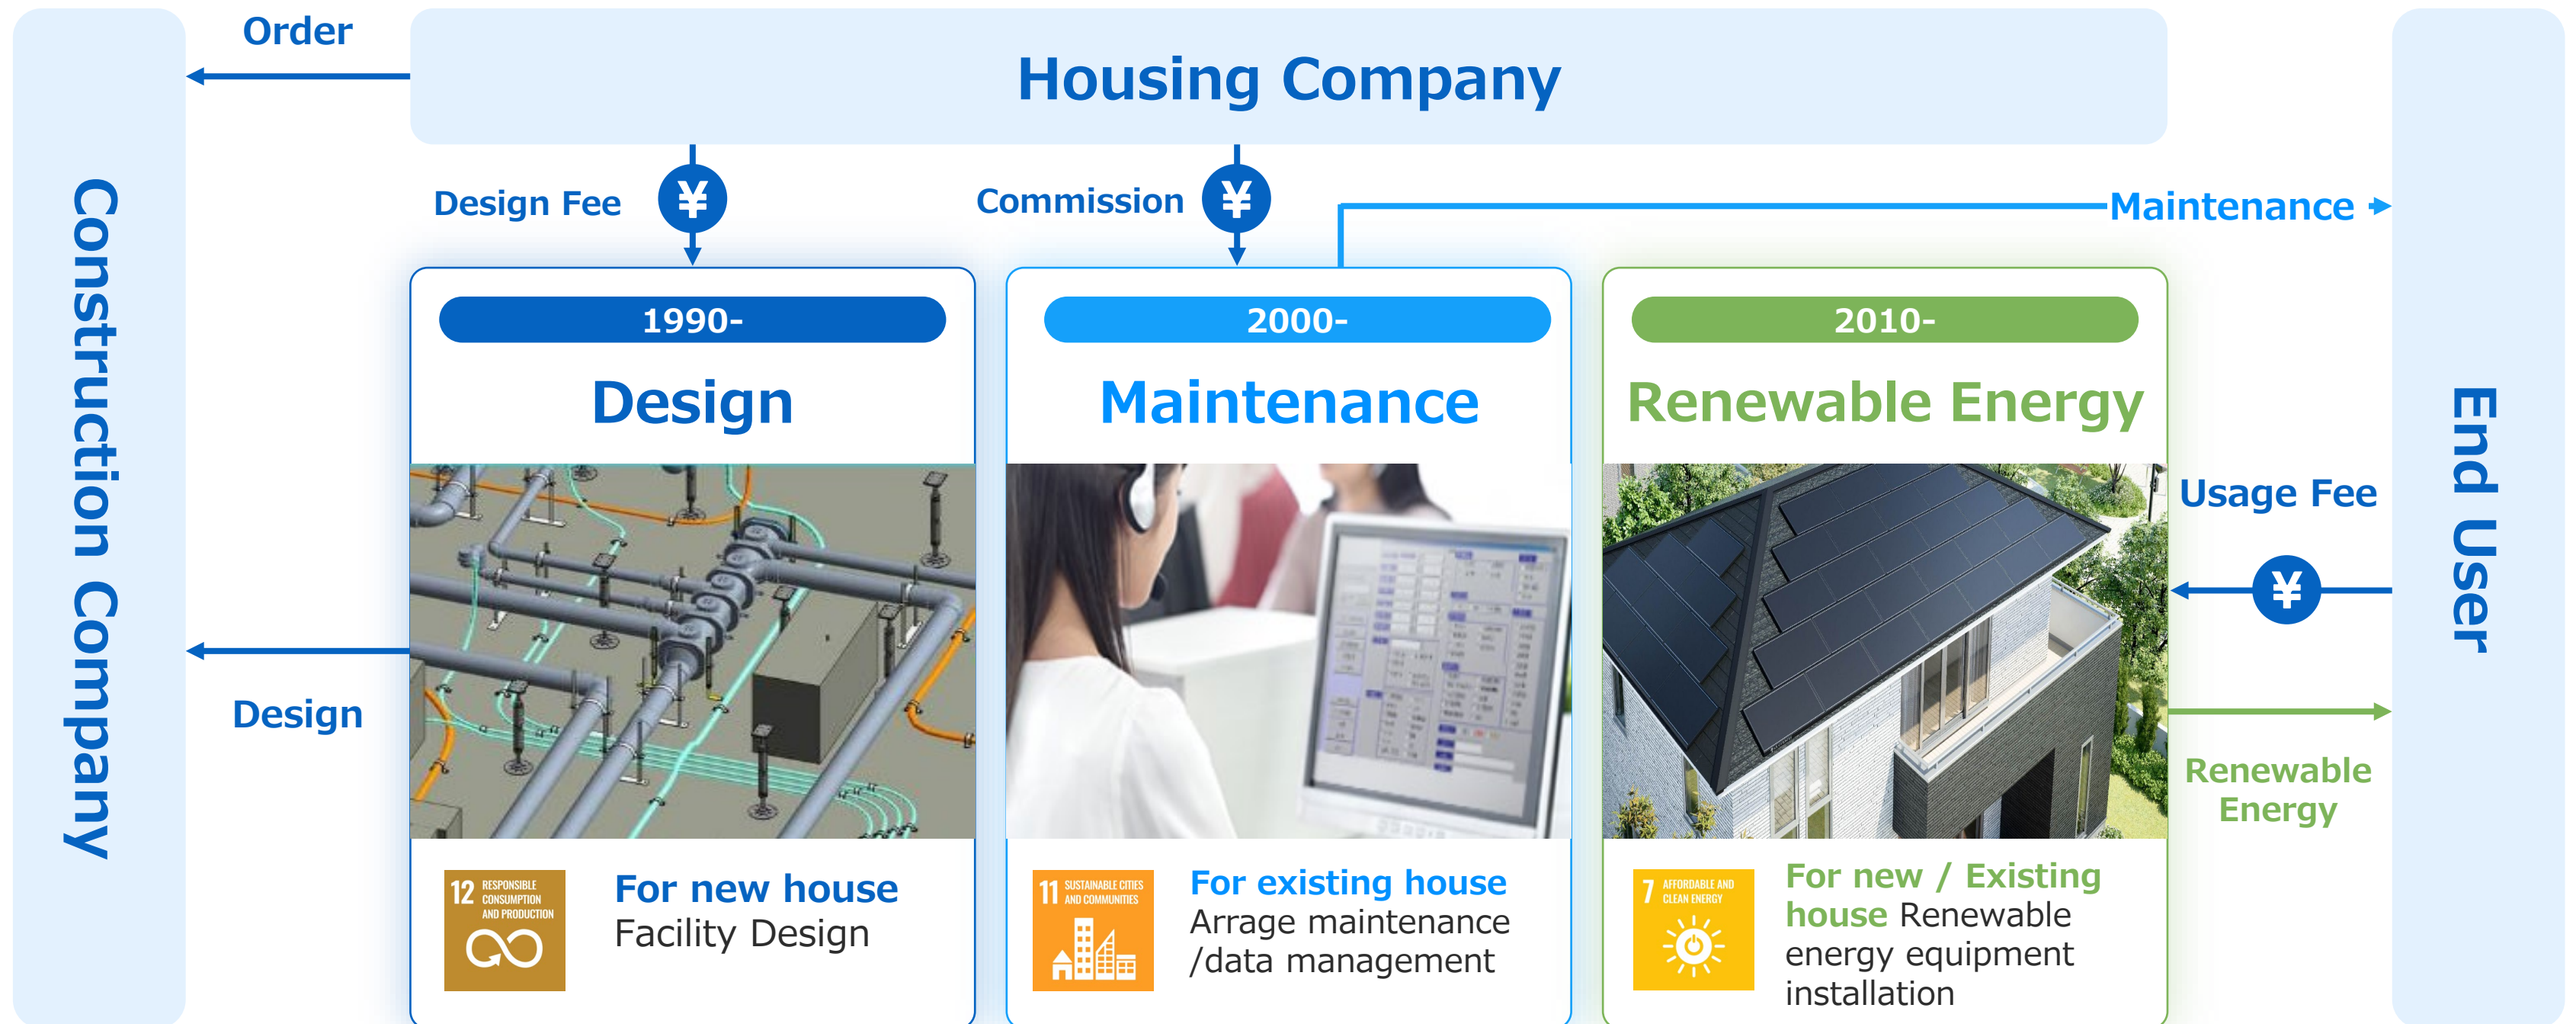 Order
Housing Company
Construction Company
Design Fee
¥
Commission
¥
Maintenance
End User
1990-
Design
2000-
Maintenance
2010-
Renewable Energy
Usage Fee
¥
Design
Renewable
Energy
12 RESPONSIBLE
CONSUMPTION
AND PRODUCTION
For new house
Facility Design
11 SUSTAINABLE CITIES
AND COMMUNITIES
For existing house
Arrage maintenance
/data management
7 AFFORDABLE AND
CLEAN ENERGY
For new / Existing
house Renewable
energy equipment
installation